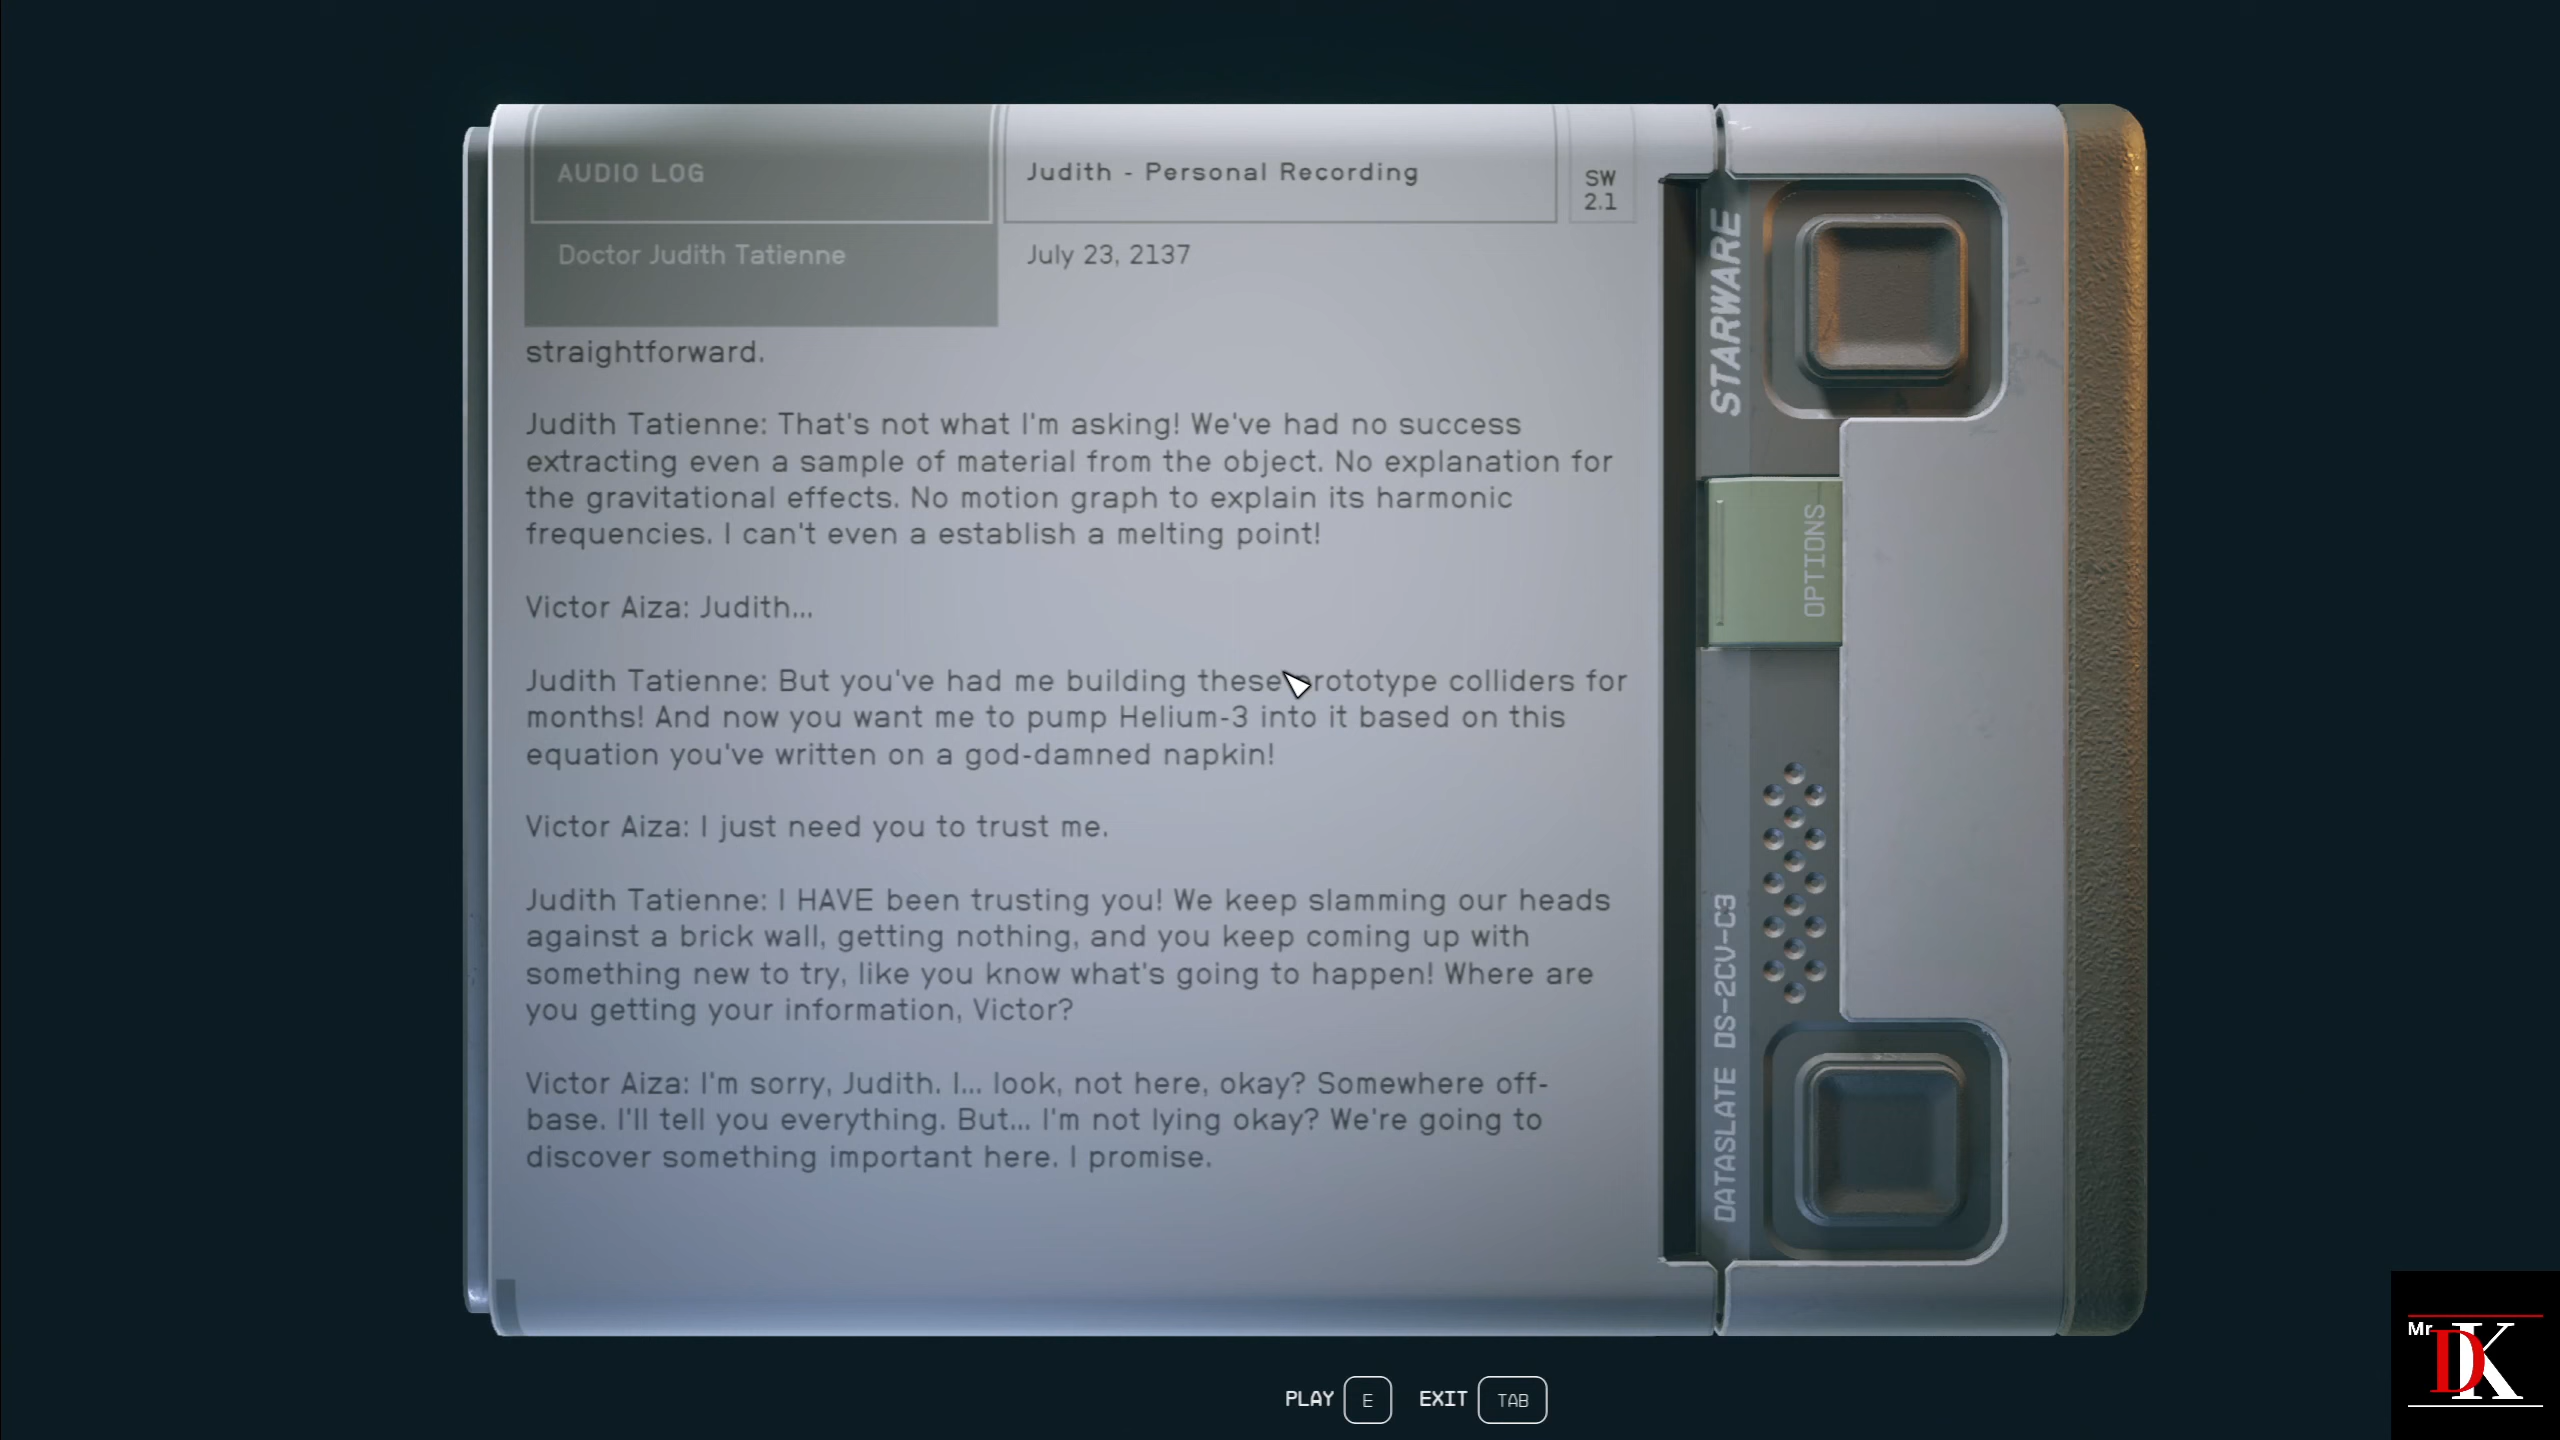 AUDIO LOG
Judith - Personal Recording
SW
2.1
Doctor Judith Tatienne
July 23, 2137
straightforward.
Judith Tatienne: That's not what I'm asking! We've had no success
extracting even a sample of material from the object. No explanation for
the gravitational effects. No motion graph to explain its harmonic
frequencies. I can't even a establish a melting point!
Victor Aiza: Judith...
Judith Tatienne: But you've had me building these prototype colliders for
months! And now you want me to pump Helium-3 into it based on this
equation you've written on a god-damned napkin!
Victor Aiza: I just need you to trust me.
Judith Tatienne: I HAVE been trusting you! We keep slamming our heads
against a brick wall, getting nothing, and you keep coming up with
something new to try, like you know what's going to happen! Where are
you getting your information, Victor?
Victor Aiza: I'm sorry, Judith. I... look, not here, okay? Somewhere off-
base. I'll tell you everything. But... I'm not lying okay? We're going to
discover something important here. I promise.
STARWARE
OPTIONS
DATASLATE DS-2CV-C3
PLAY E EXIT TAB
Mr DK